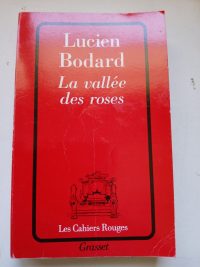 Lucien
Bodard
La vallée
des roses
Les Cahiers Rouges
Grasset